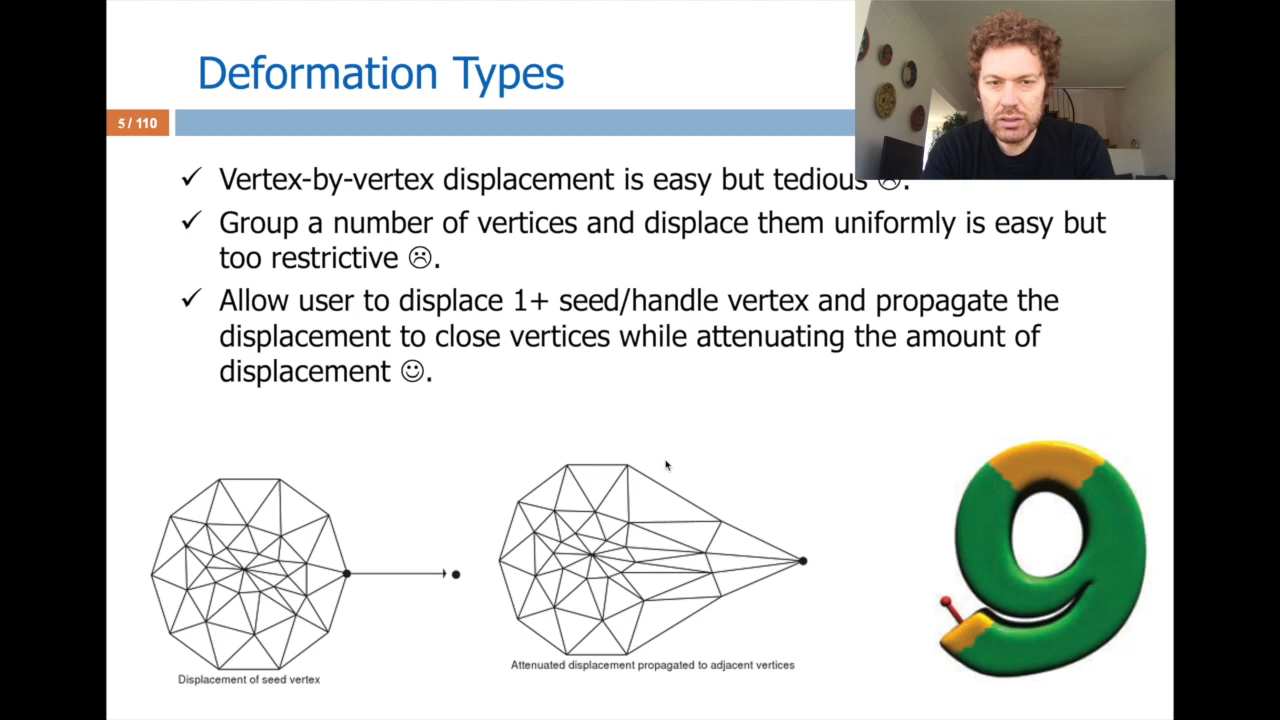 Deformation Types
5 / 110
✓ Vertex-by-vertex displacement is easy but tedious ☹.
✓ Group a number of vertices and displace them uniformly is easy but
too restrictive ☹.
✓ Allow user to displace 1+ seed/handle vertex and propagate the
displacement to close vertices while attenuating the amount of
displacement ☺.
Attenuated displacement propagated to adjacent vertices
Displacement of seed vertex